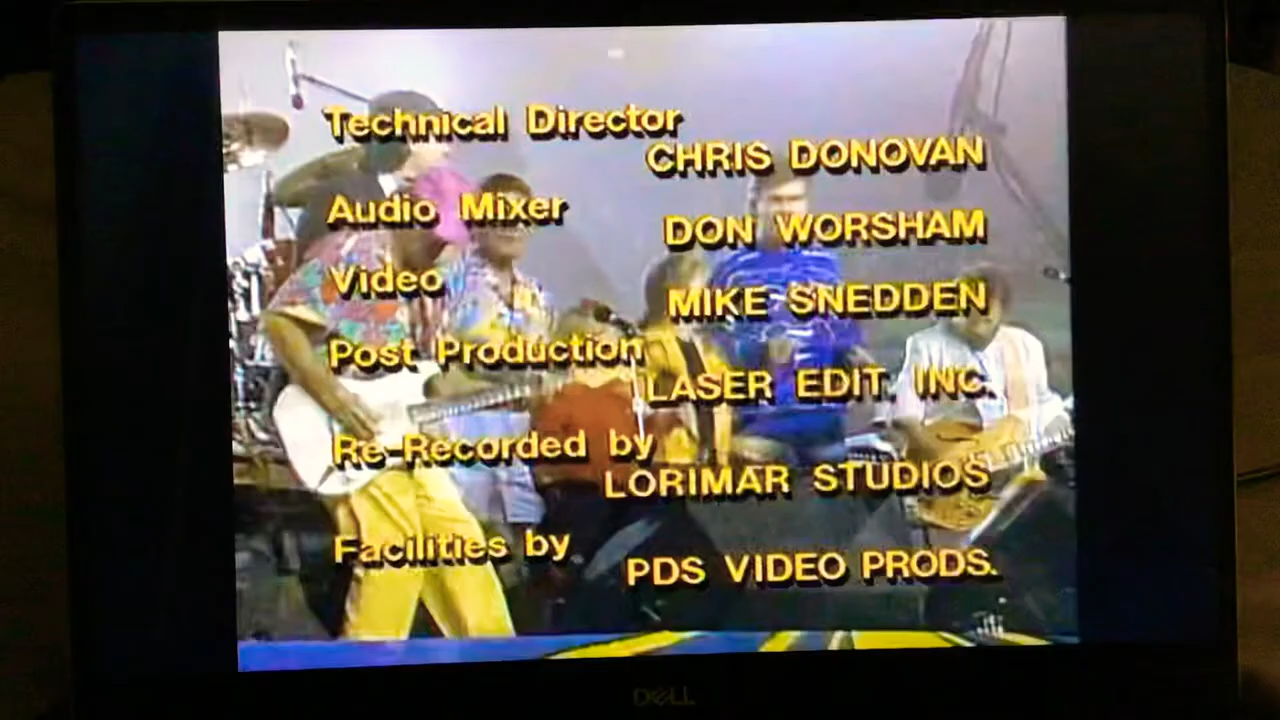 Technical Director
CHRIS DONOVAN
Audio Mixer
DON WORSHAM
Video
MIKE SNEDDEN
Post Production
LASER EDIT, INC.
Re-Recorded by
LORIMAR STUDIOS
Facilities by
PDS VIDEO PRODS.
DELL